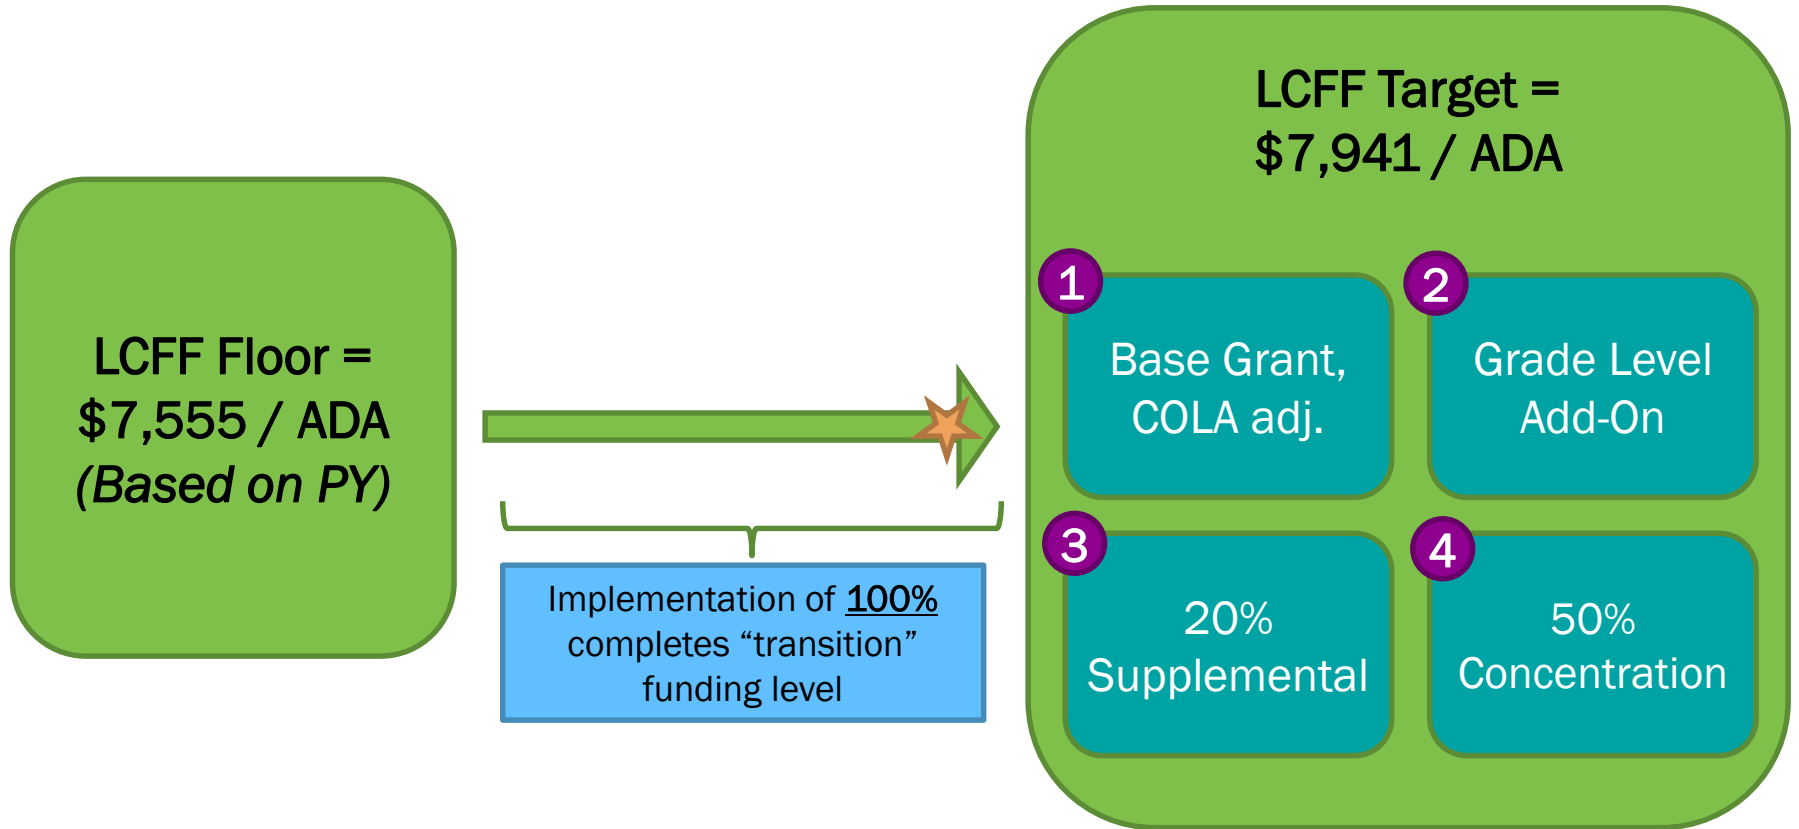 LCFF Floor =
$7,555 / ADA
(Based on PY)
Implementation of 100%
completes “transition”
funding level
LCFF Target =
$7,941 / ADA
1
Base Grant,
COLA adj.
2
Grade Level
Add-On
3
20%
Supplemental
4
50%
Concentration